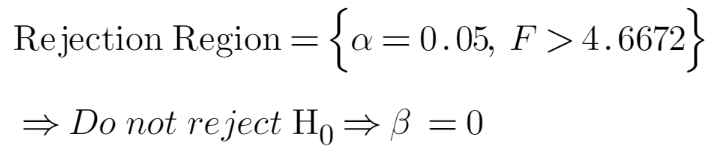 Rejection Region = {α = 0.05, F > 4.6672}
⇒ Do not reject H₀ ⇒ β = 0